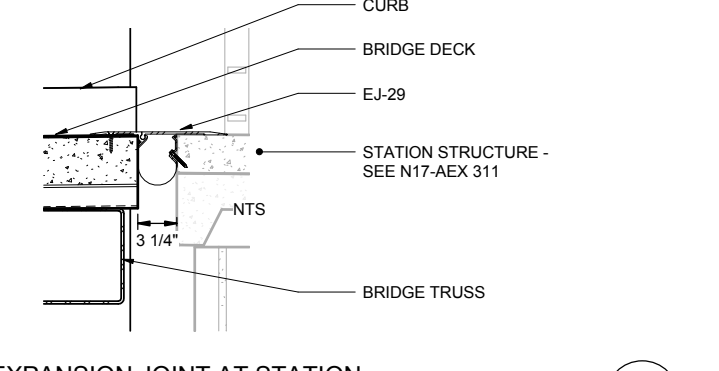 CURB
BRIDGE DECK
EJ-29
STATION STRUCTURE -
SEE N17-AEX 311
NTS
3 1/4"
BRIDGE TRUSS
EXPANSION JOINT AT STATION